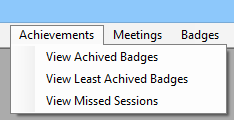 Achievements Meetings Badges
View Achived Badges
View Least Achived Badges
View Missed Sessions